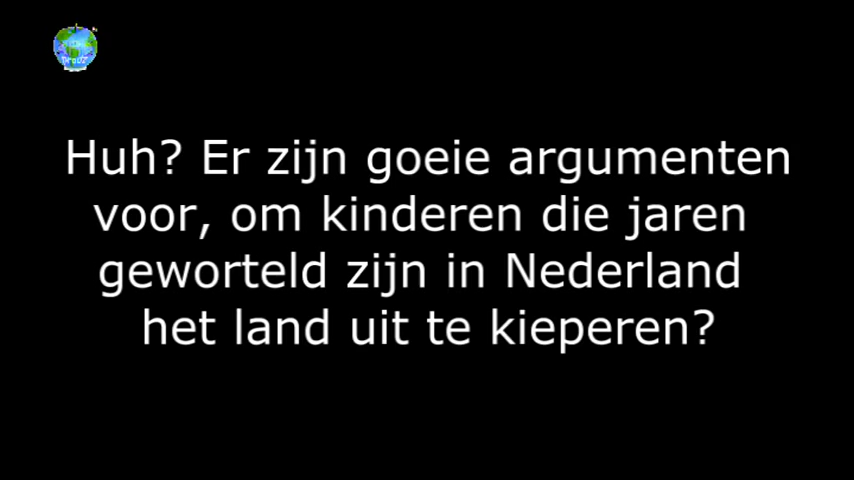 Huh? Er zijn goeie argumenten
voor, om kinderen die jaren
geworteld zijn in Nederland
het land uit te kieperen?